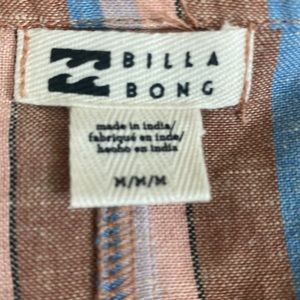 BILLA
BONG
made in india/
fabriqué en inde/
hecho en india
M/M/M